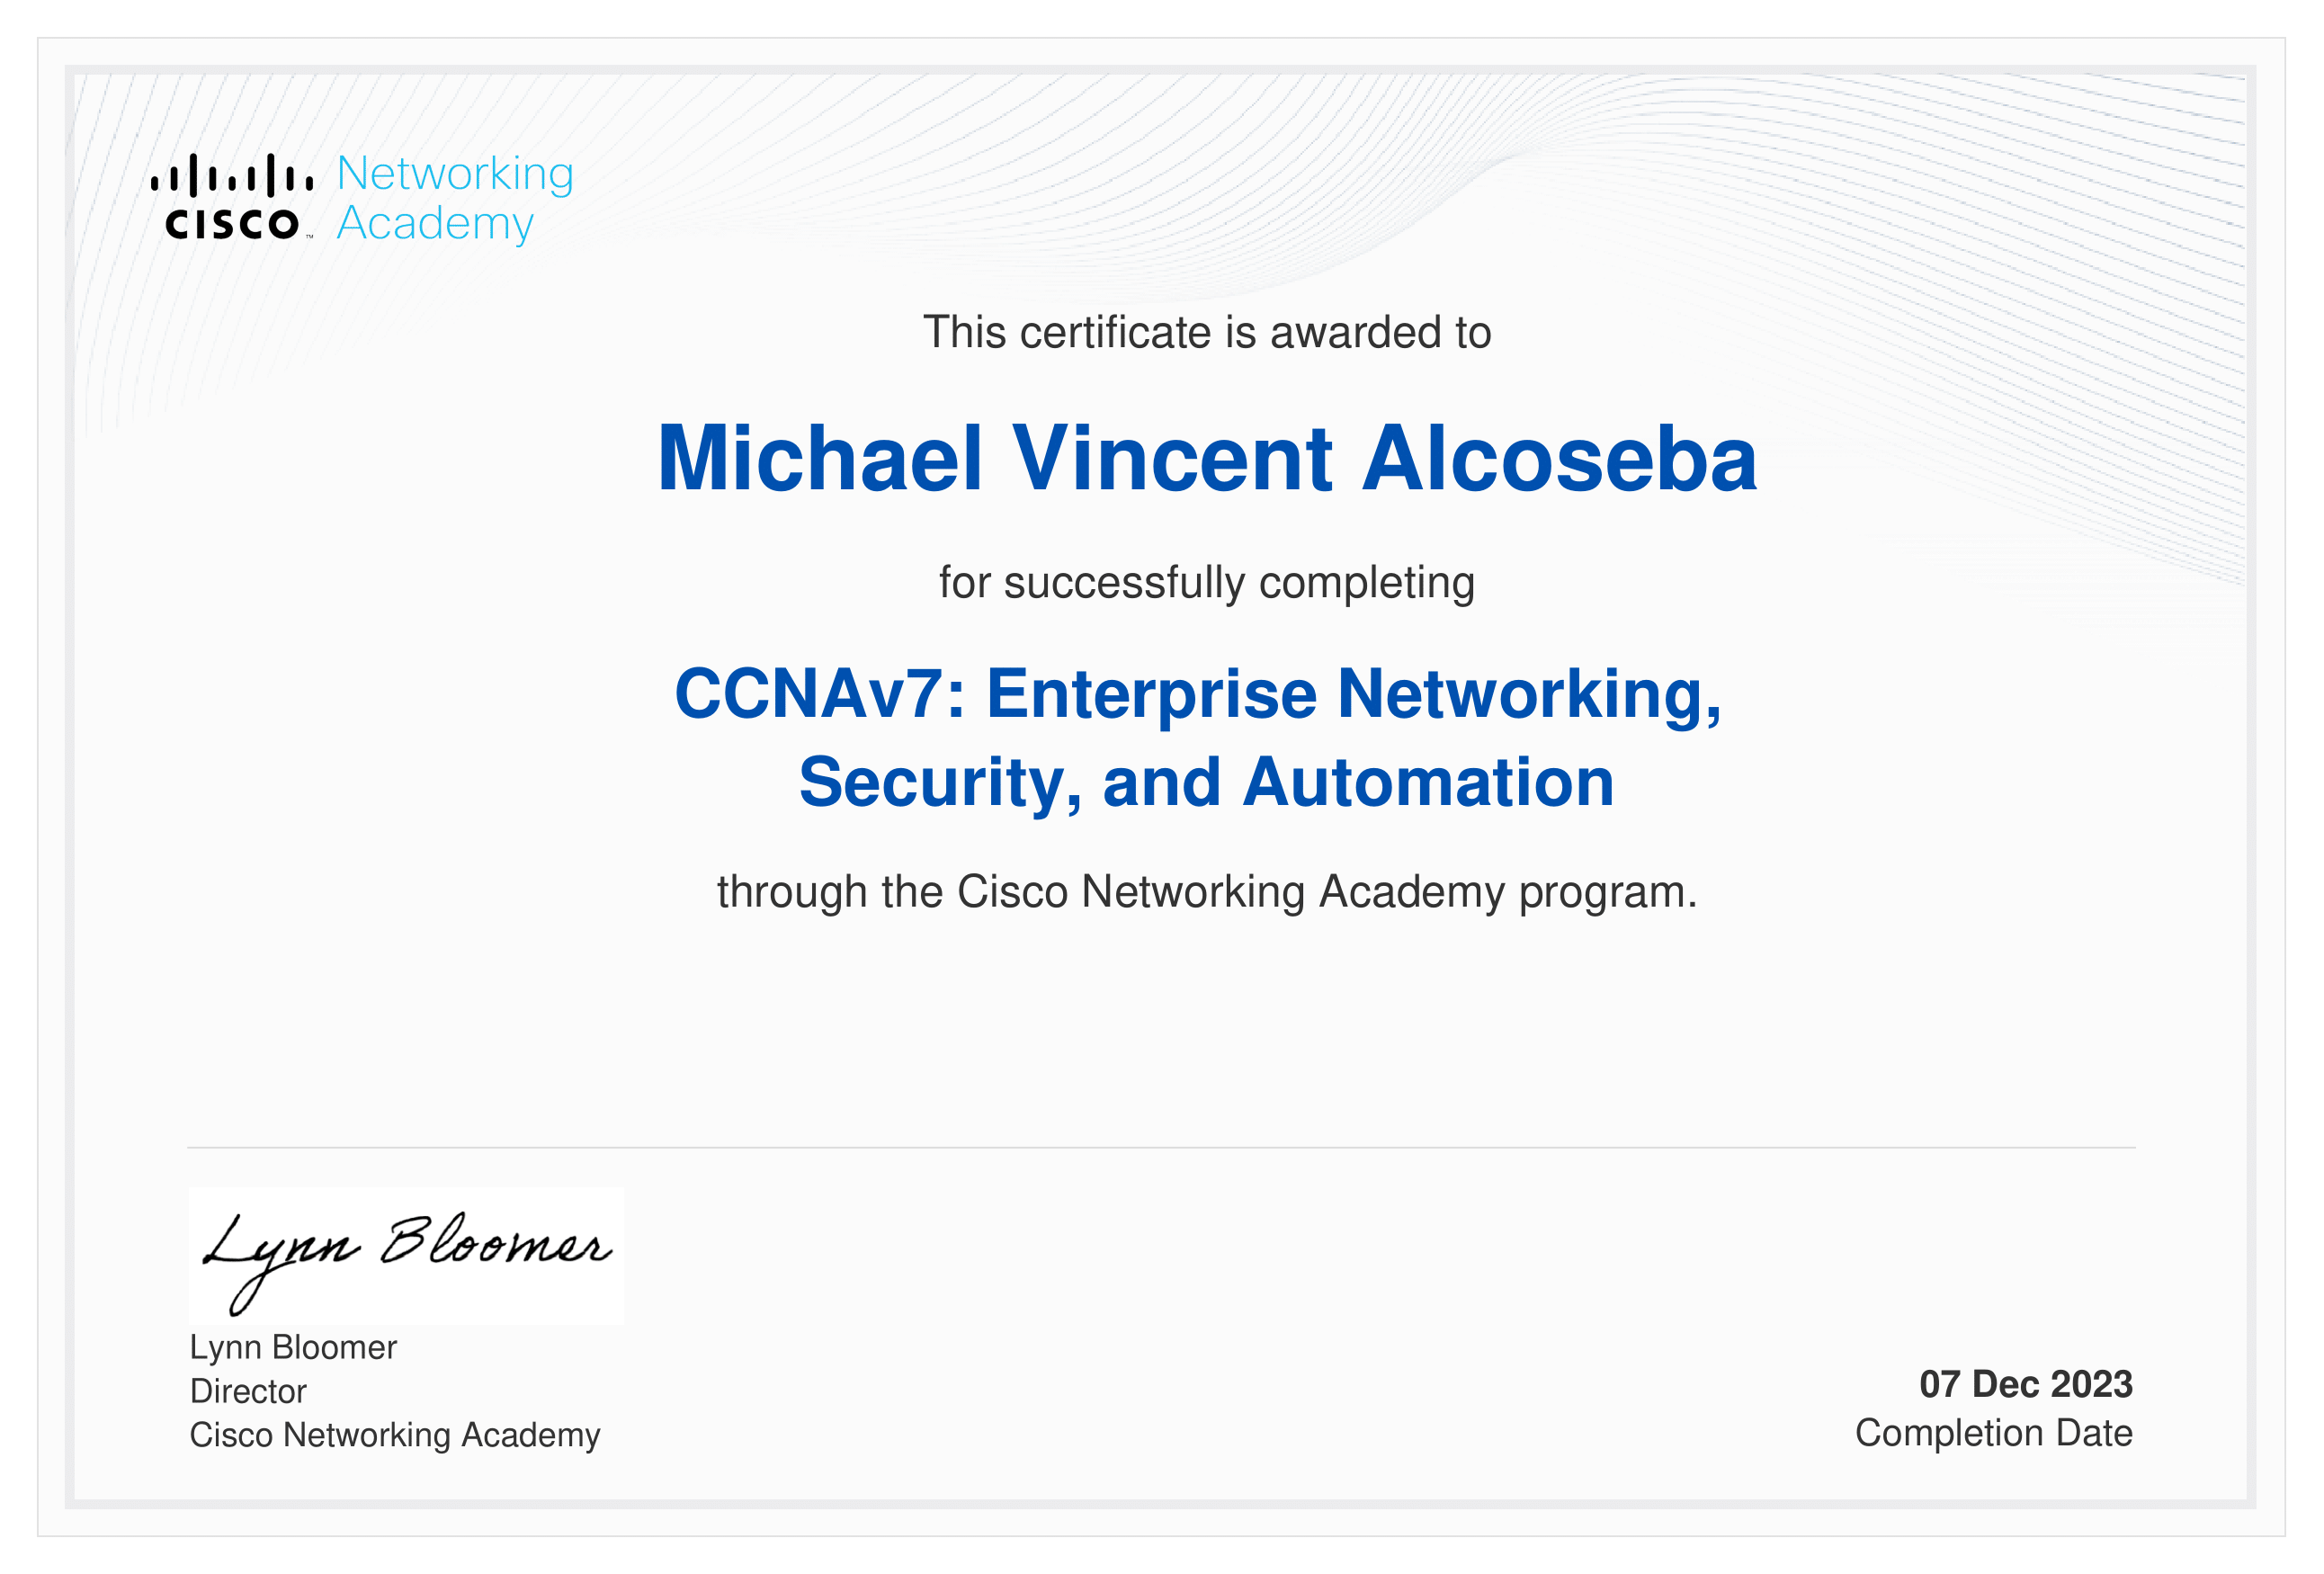 CISCO™
Networking
Academy
This certificate is awarded to
Michael Vincent Alcoseba
for successfully completing
CCNAv7: Enterprise Networking,
Security, and Automation
through the Cisco Networking Academy program.
Lynn Bloomer
Lynn Bloomer
Director
Cisco Networking Academy
07 Dec 2023
Completion Date